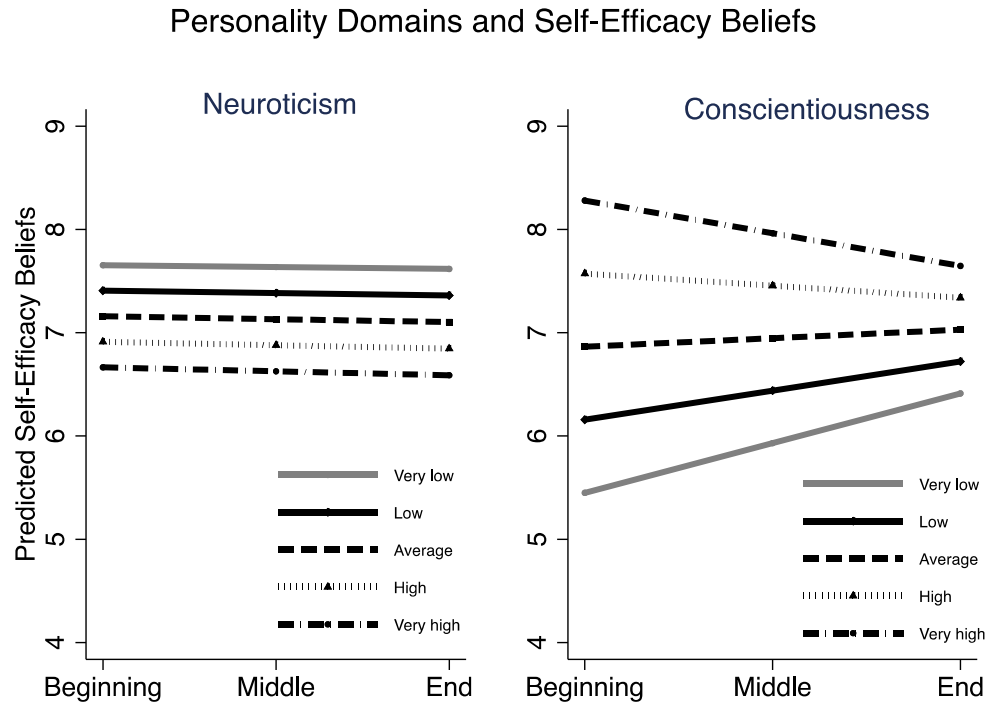 Personality Domains and Self-Efficacy Beliefs
Neuroticism
Predicted Self-Efficacy Beliefs
9
8
7
6
5
4
Very low
Low
Average
High
Very high
Beginning Middle End
Conscientiousness
9
8
7
6
5
4
Very low
Low
Average
High
Very high
Beginning Middle End